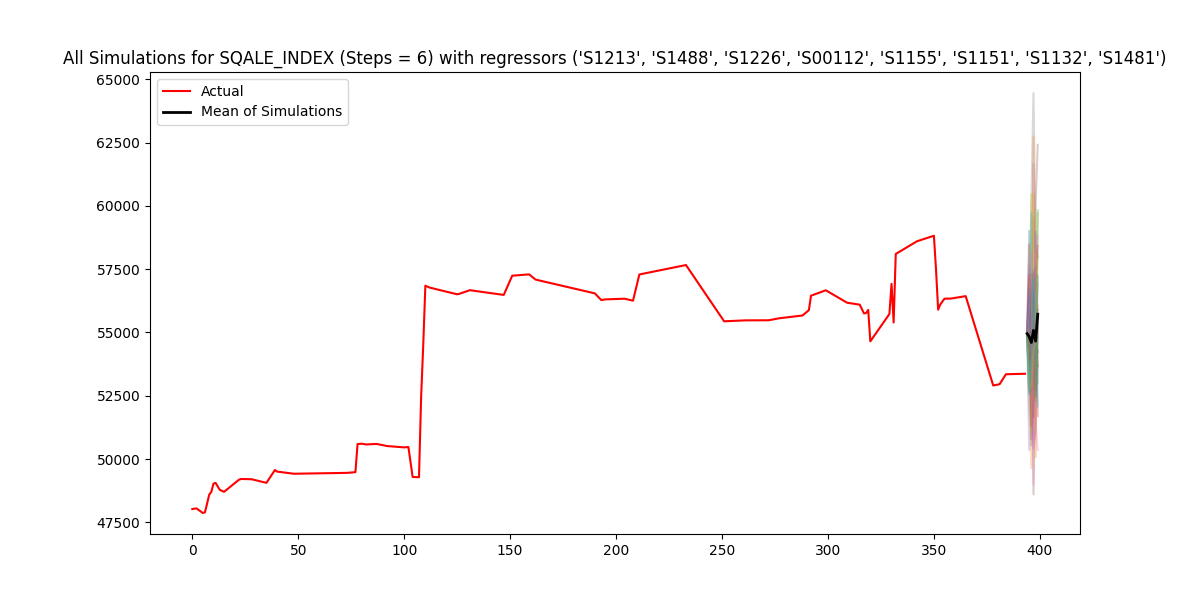 All Simulations for SQALE_INDEX (Steps = 6) with regressors ('S1213', 'S1488', 'S1226', 'S00112', 'S1155', 'S1151', 'S1132', 'S1481')
Actual
Mean of Simulations
65000
62500
60000
57500
55000
52500
50000
47500
0 50 100 150 200 250 300 350 400